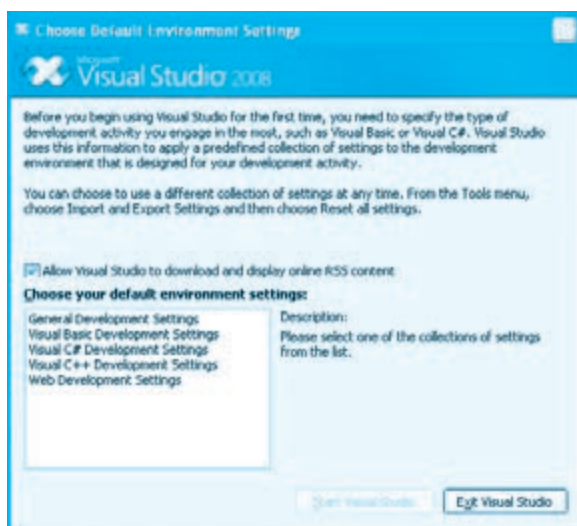 Choose Default Environment Settings
Microsoft
Visual Studio 2008
Before you begin using Visual Studio for the first time, you need to specify the type of
development activity you engage in the most, such as Visual Basic or Visual C#. Visual Studio
uses this information to apply a predefined collection of settings to the development
environment that is designed for your development activity.
You can choose to use a different collection of settings at any time. From the Tools menu,
choose Import and Export Settings and then choose Reset all settings.
Allow Visual Studio to download and display online RSS content
Choose your default environment settings:
General Development Settings
Visual Basic Development Settings
Visual C# Development Settings
Visual C++ Development Settings
Web Development Settings
Description:
Please select one of the collections of settings
from the list.
Start Visual Studio
Exit Visual Studio